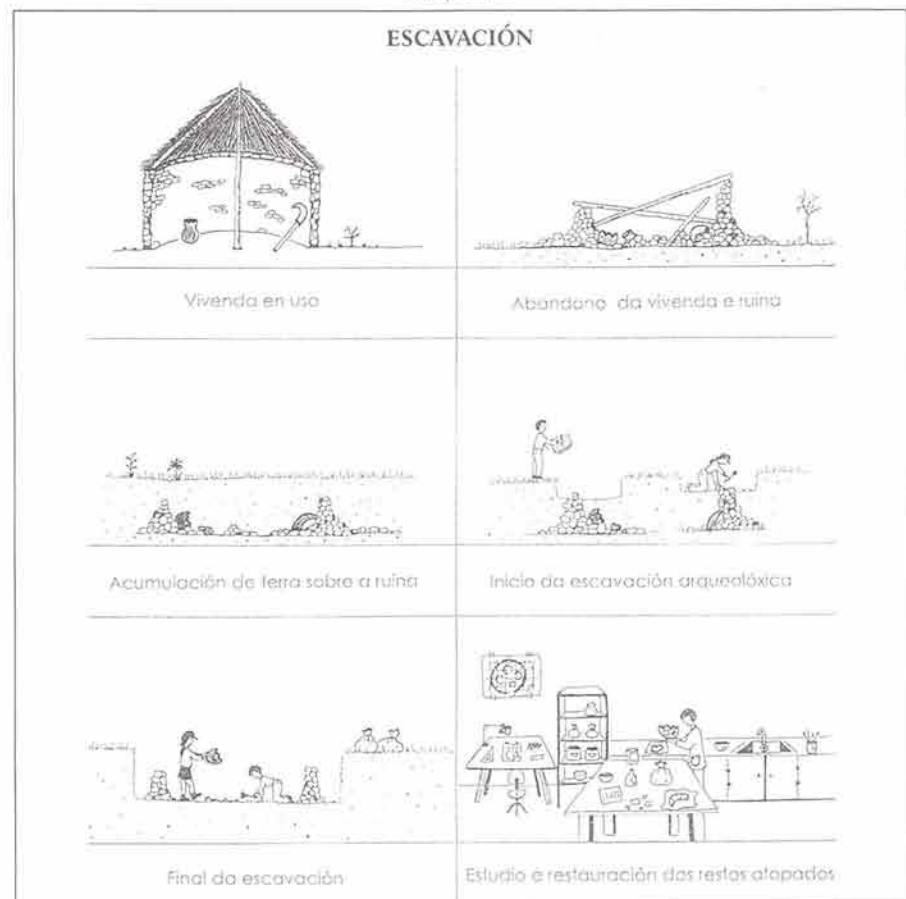 ESCAVACIÓN
Vivenda en uso
Abandono da vivenda e ruína
Acumulación de terra sobre a ruína
Inicio da escavación arqueolóxica
Final da escavación
Estudio e restauración dos restos atopados